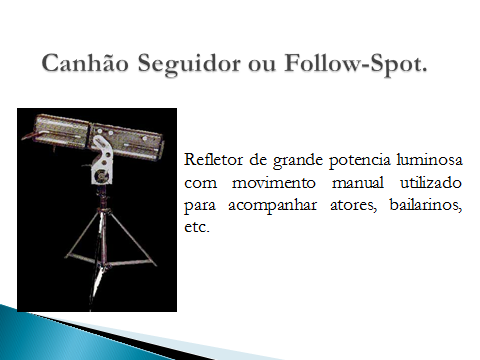 Canhão Seguidor ou Follow-Spot.
Refletor de grande potencia luminosa
com movimento manual utilizado
para acompanhar atores, bailarinos,
etc.